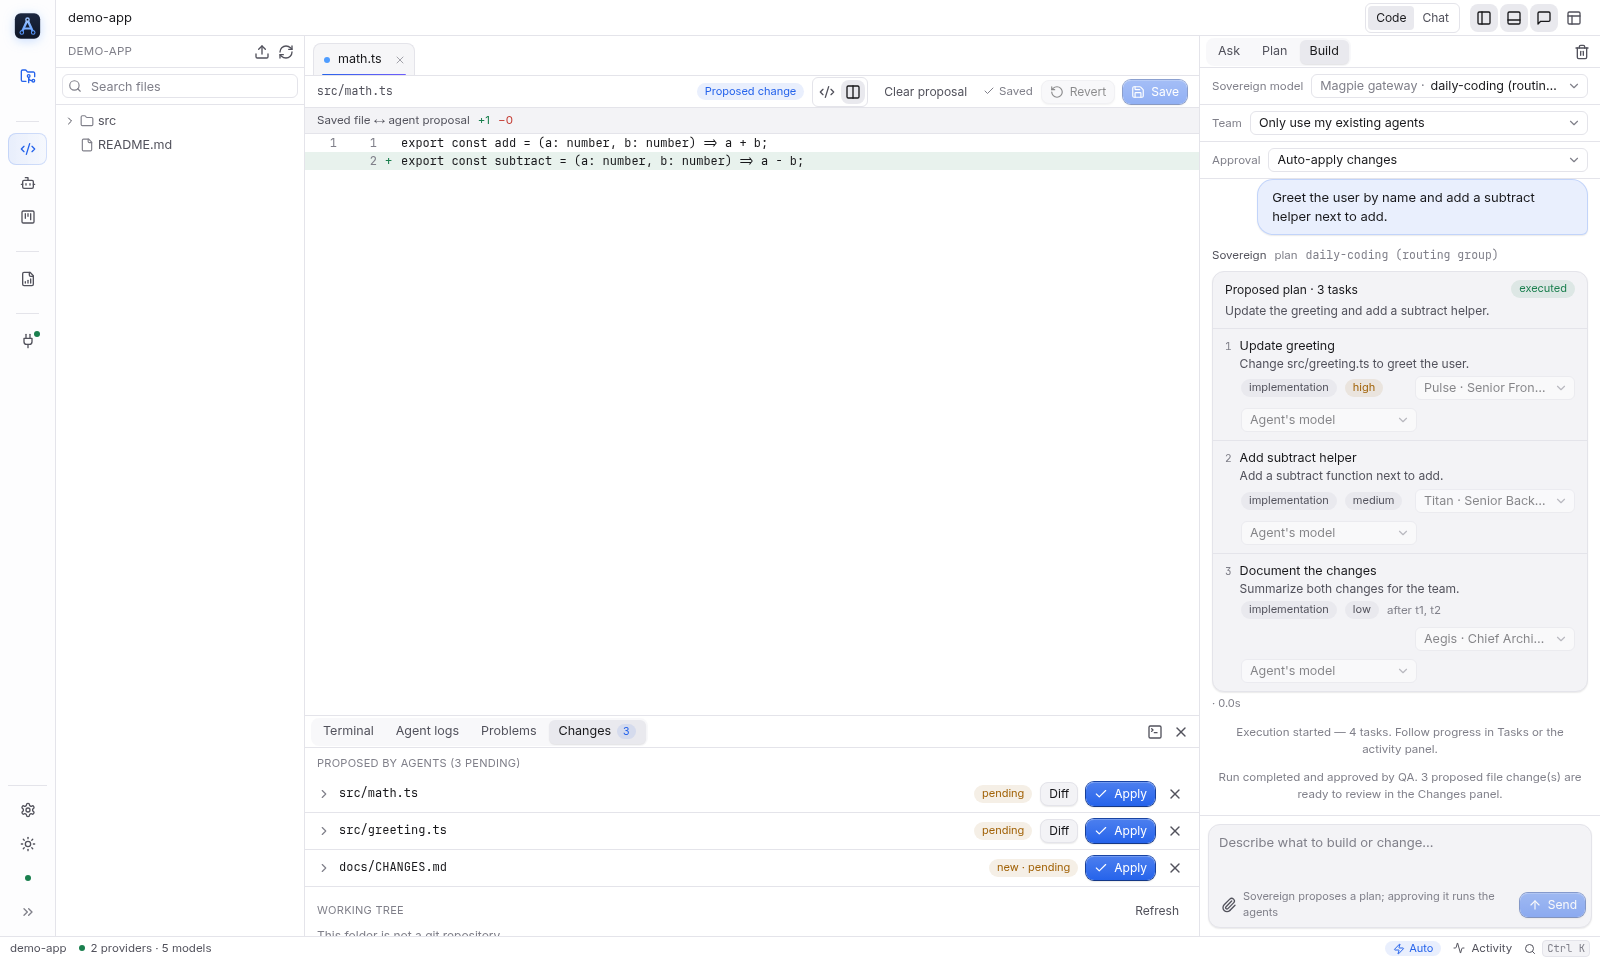 demo-app
Code
Chat
DEMO-APP
Search files
src
README.md
math.ts
src/math.ts
Proposed change
Clear proposal
Saved
Revert
Save
Saved file ↔ agent proposal +1 −0
1 1 export const add = (a: number, b: number) => a + b;
2 + export const subtract = (a: number, b: number) => a - b;
Terminal
Agent logs
Problems
Changes 3
PROPOSED BY AGENTS (3 PENDING)
src/math.ts
pending
Diff
Apply
src/greeting.ts
pending
Diff
Apply
docs/CHANGES.md
new · pending
Apply
WORKING TREE
Refresh
This folder is not a git repository
Ask
Plan
Build
Sovereign model
Magpie gateway · daily-coding (routin...
Team
Only use my existing agents
Approval
Auto-apply changes
Greet the user by name and add a subtract
helper next to add.
Sovereign plan daily-coding (routing group)
Proposed plan · 3 tasks
executed
Update the greeting and add a subtract helper.
1 Update greeting
Change src/greeting.ts to greet the user.
implementation
high
Pulse · Senior Fron...
Agent's model
2 Add subtract helper
Add a subtract function next to add.
implementation
medium
Titan · Senior Back...
Agent's model
3 Document the changes
Summarize both changes for the team.
implementation
low
after t1, t2
Aegis · Chief Archi...
Agent's model
· 0.0s
Execution started — 4 tasks. Follow progress in Tasks or the
activity panel.
Run completed and approved by QA. 3 proposed file change(s) are
ready to review in the Changes panel.
Describe what to build or change...
Sovereign proposes a plan; approving it runs the
agents
Send
demo-app
2 providers · 5 models
Auto
Activity
Ctrl K